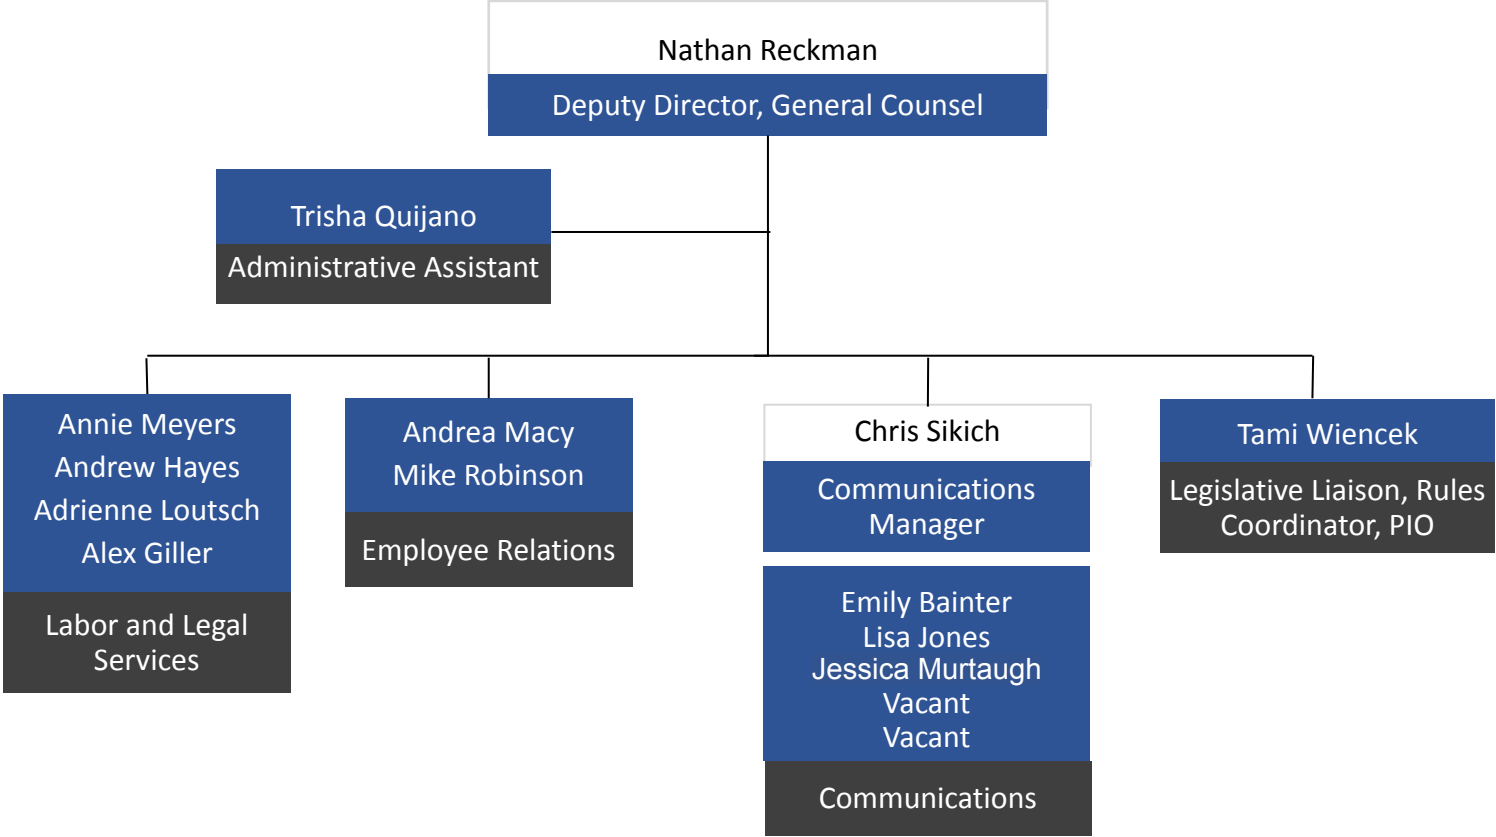 Nathan Reckman
Deputy Director, General Counsel
Trisha Quijano
Administrative Assistant
Annie Meyers
Andrew Hayes
Adrienne Loutsch
Alex Giller
Labor and Legal
Services
Andrea Macy
Mike Robinson
Employee Relations
Chris Sikich
Communications
Manager
Emily Bainter
Lisa Jones
Jessica Murtaugh
Vacant
Vacant
Communications
Tami Wiencek
Legislative Liaison, Rules
Coordinator, PIO